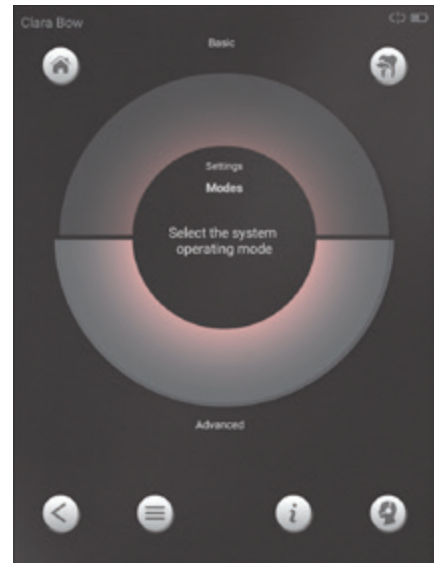 Clara Bow
Basic
Settings
Modes
Select the system
operating mode
Advanced
i